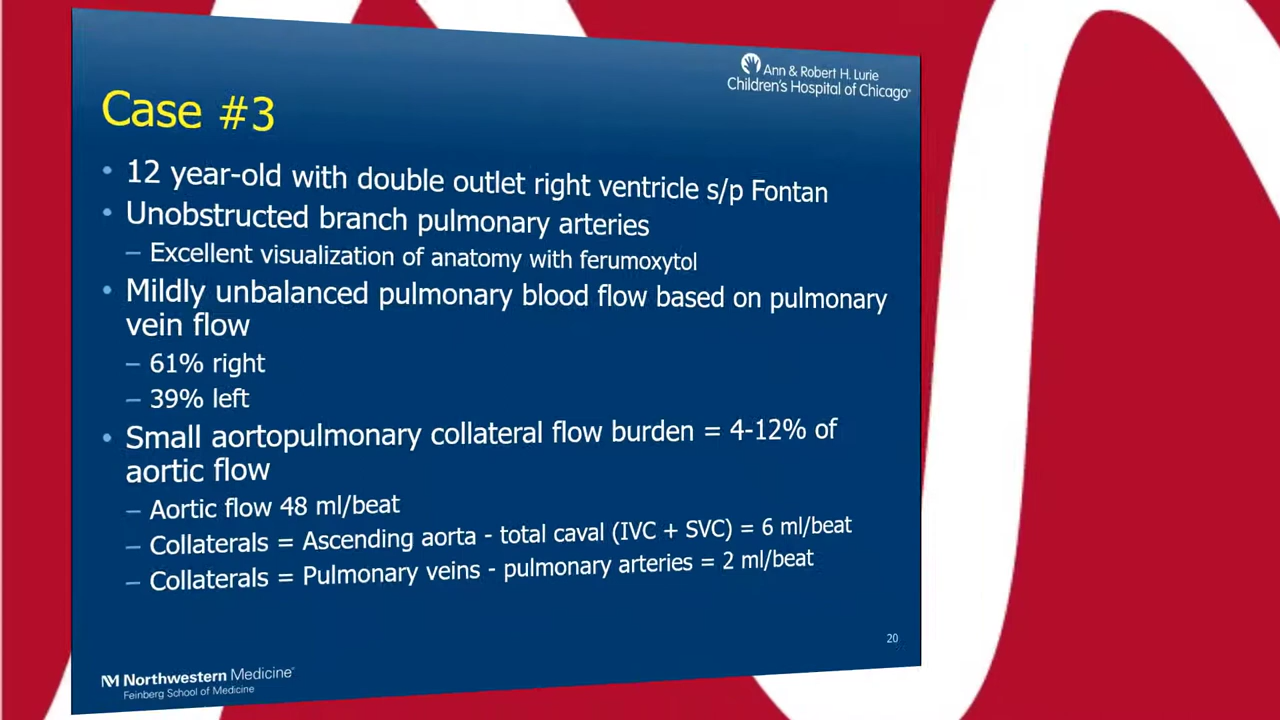 Ann & Robert H. Lurie
Children's Hospital of Chicago
Case #3
• 12 year-old with double outlet right ventricle s/p Fontan
• Unobstructed branch pulmonary arteries
– Excellent visualization of anatomy with ferumoxytol
• Mildly unbalanced pulmonary blood flow based on pulmonary
vein flow
– 61% right
– 39% left
• Small aortopulmonary collateral flow burden = 4-12% of
aortic flow
– Aortic flow 48 ml/beat
– Collaterals = Ascending aorta - total caval (IVC + SVC) = 6 ml/beat
– Collaterals = Pulmonary veins - pulmonary arteries = 2 ml/beat
20
NM Northwestern Medicine
Feinberg School of Medicine